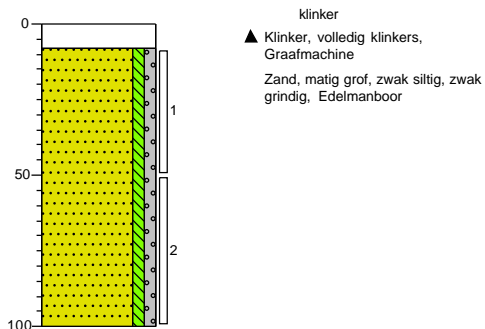 klinker
0
Klinker, volledig klinkers,
Graafmachine
Zand, matig grof, zwak siltig, zwak
grindig, Edelmanboor
1
50
2
100